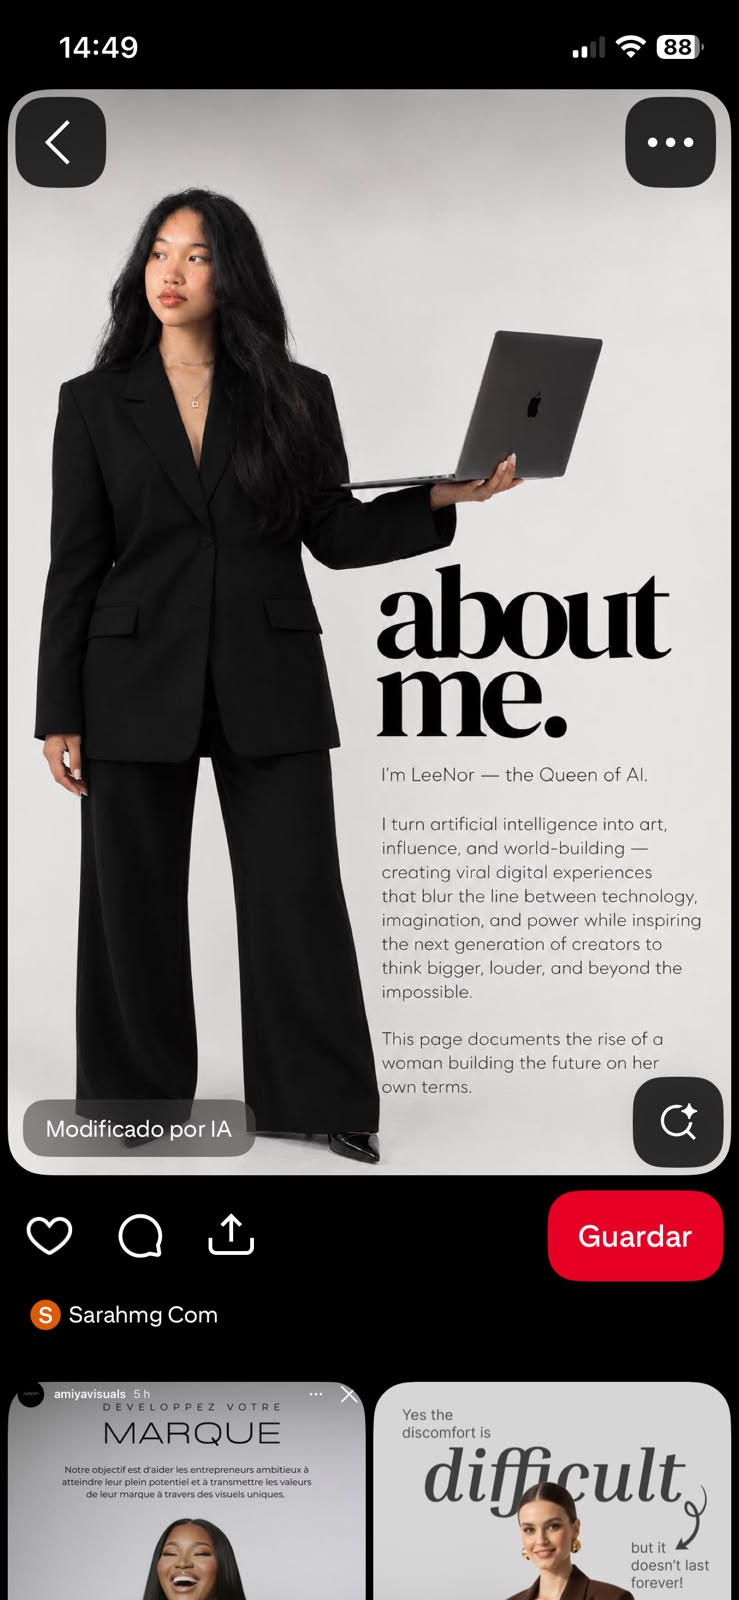 14:49
88
about
me.
I'm LeeNor — the Queen of AI.
I turn artificial intelligence into art,
influence, and world-building —
creating viral digital experiences
that blur the line between technology,
imagination, and power while inspiring
the next generation of creators to
think bigger, louder, and beyond the
impossible.
This page documents the rise of a
woman building the future on her
own terms.
Modificado por IA
Guardar
S Sarahmg Com
amiyavisuals 5 h
DEVELOPPEZ VOTRE
MARQUE
Notre objectif est d'aider les entrepreneurs ambitieux à
atteindre leur plein potentiel et à transmettre les valeurs
de leur marque à travers des visuels uniques.
Yes the
discomfort is
difficult
but it
doesn't last
forever!